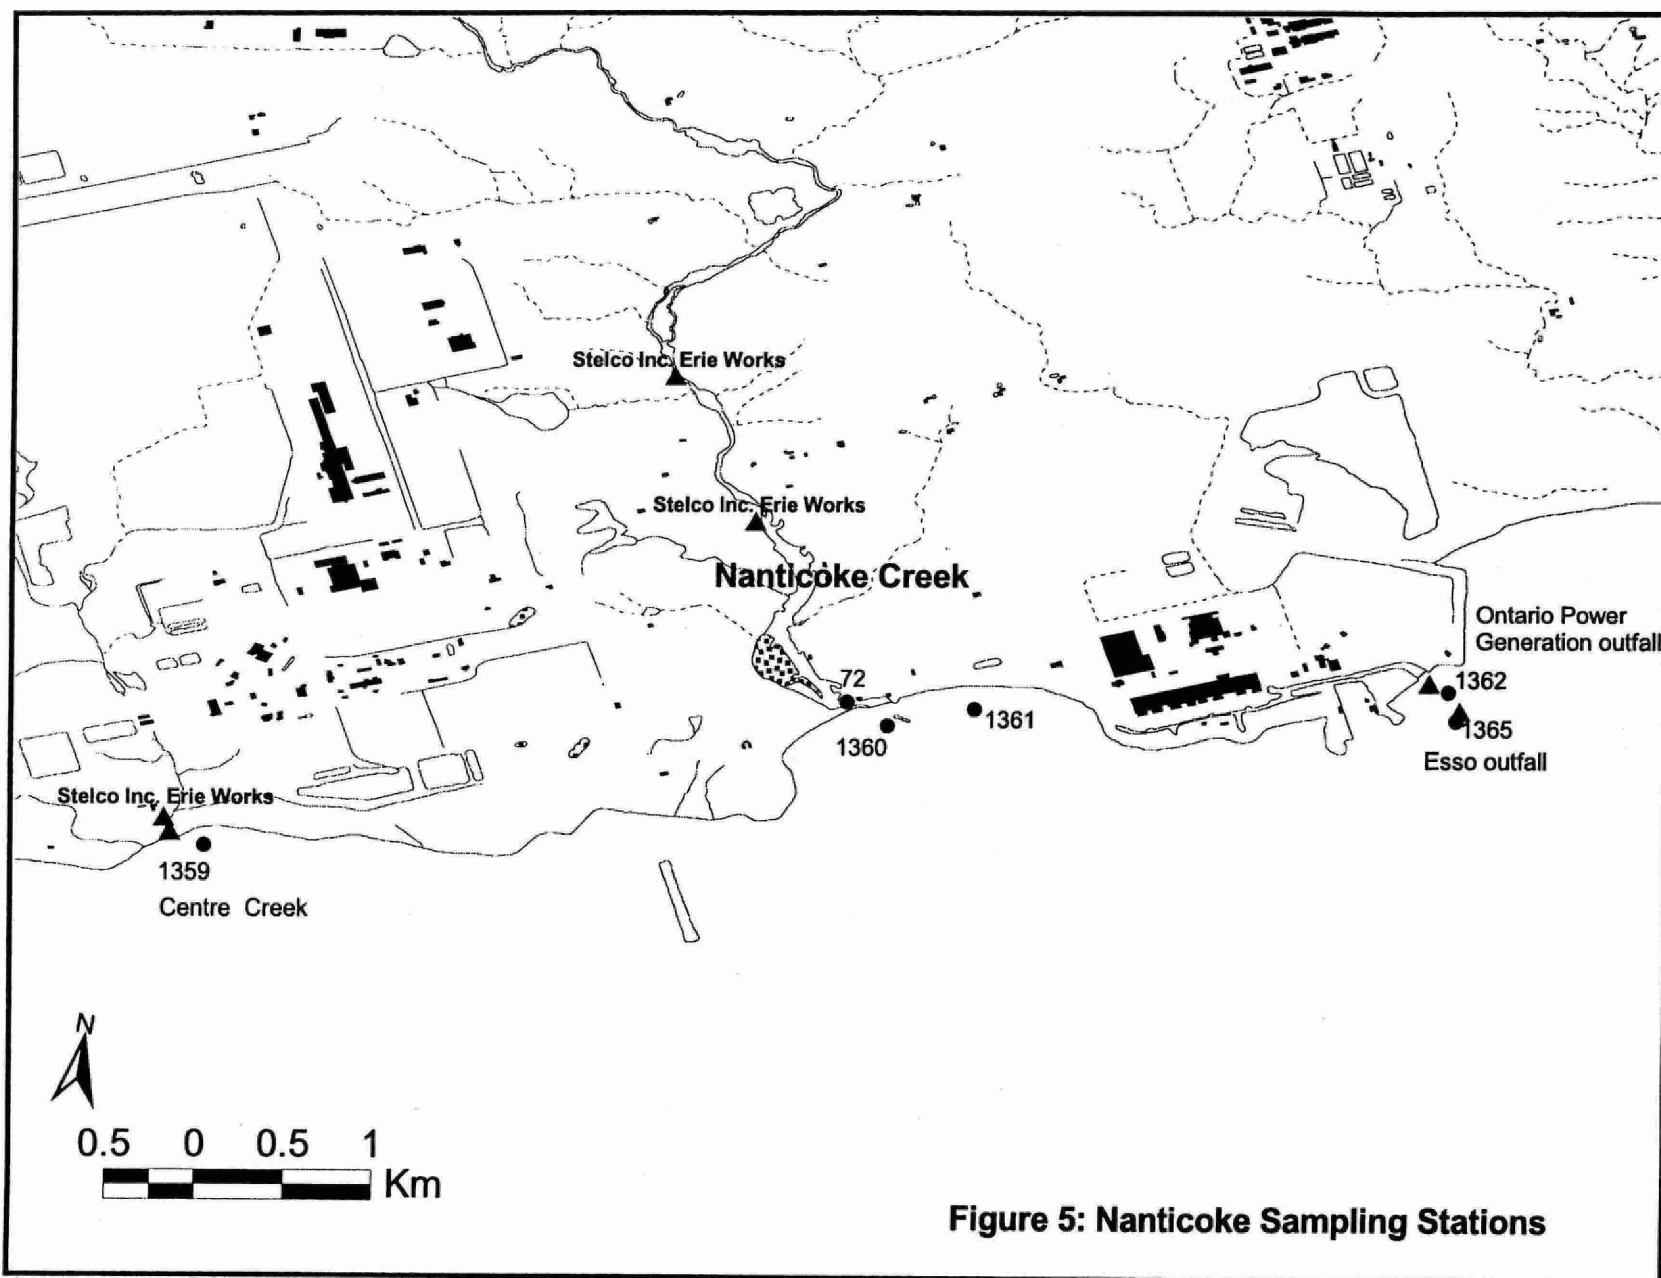 Stelco Inc. Erie Works
Stelco Inc. Erie Works
Nanticoke Creek
Ontario Power
Generation outfall
72
1362
1361
1360
1365
Esso outfall
Stelco Inc. Erie Works
1359
Centre Creek
N
0.5 0 0.5 1
Km
Figure 5: Nanticoke Sampling Stations